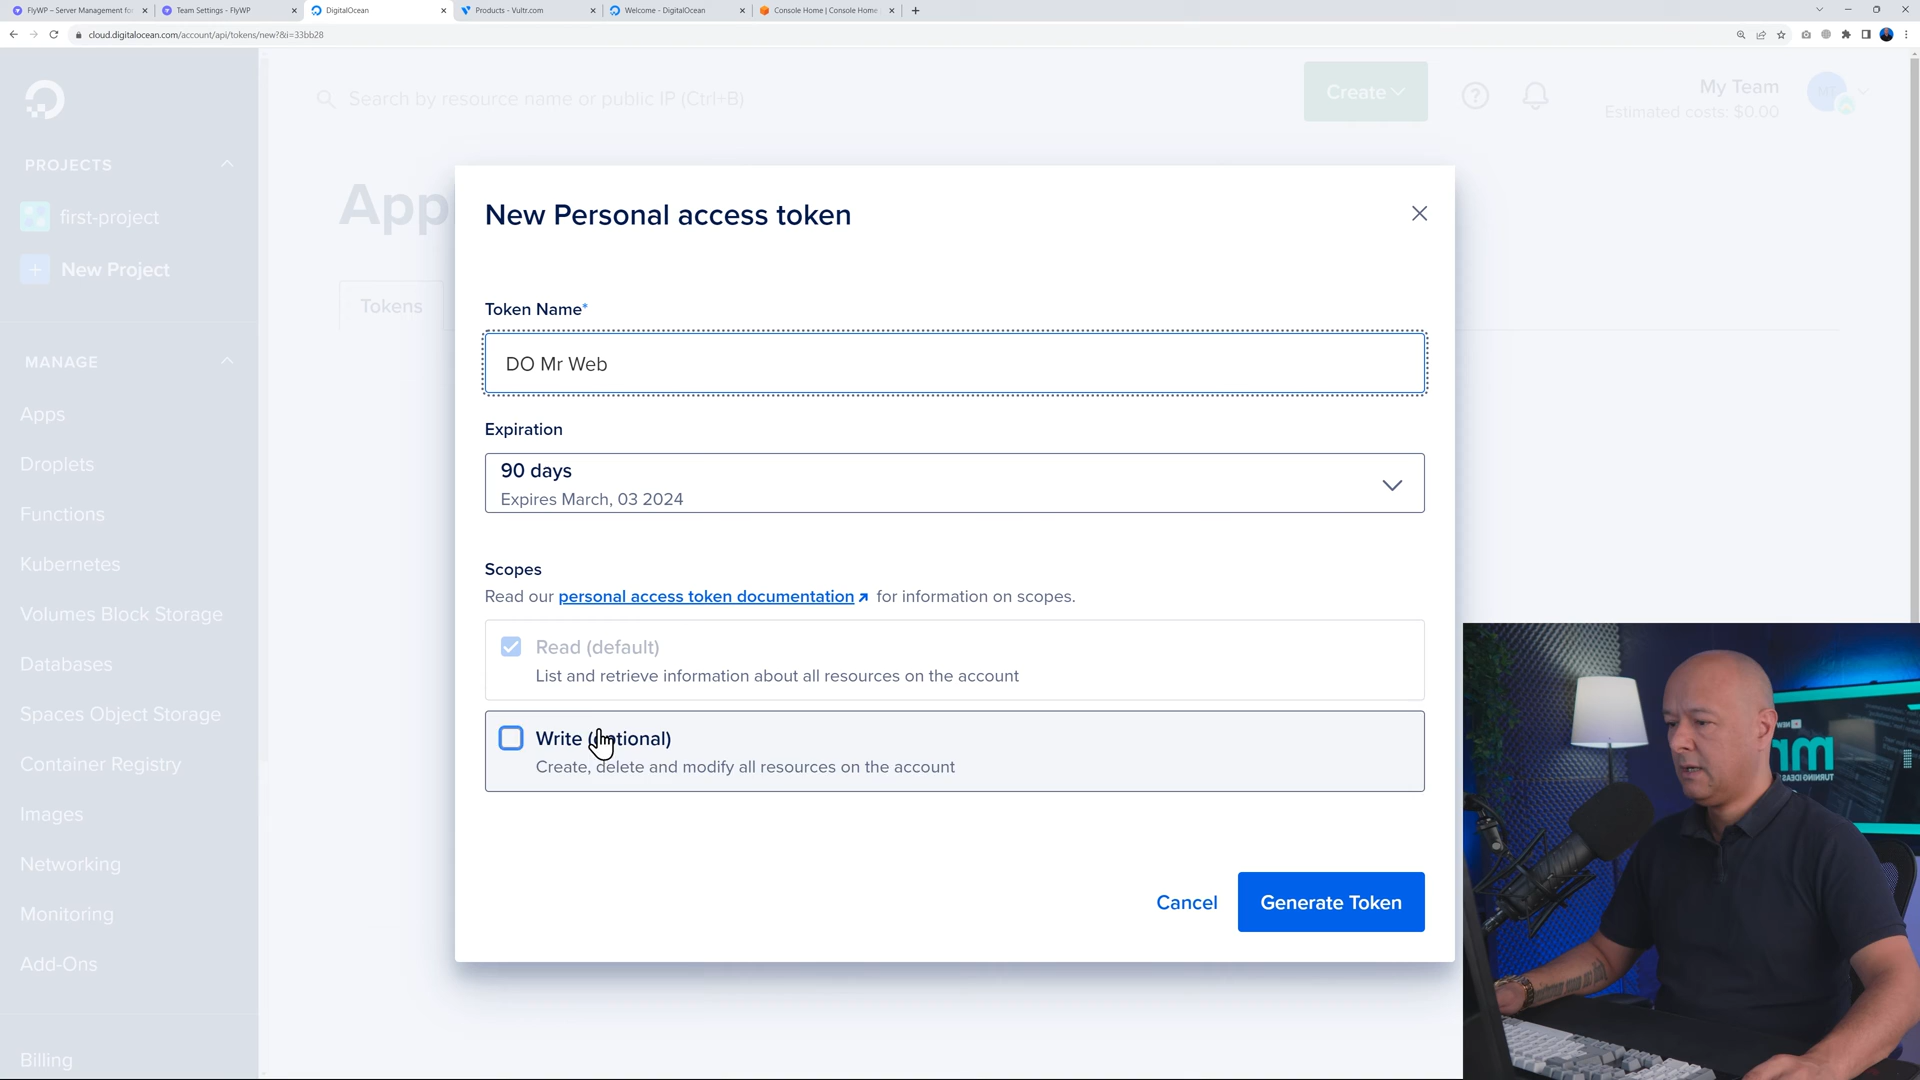 FlyWP – Server Management for
Team Settings - FlyWP
DigitalOcean
Products - Vultr.com
Welcome - DigitalOcean
Console Home | Console Home
cloud.digitalocean.com/account/api/tokens/new?&i=33bb28
Search by resource name or public IP (Ctrl+B)
Create
My Team
Estimated costs: $0.00
PROJECTS
first-project
New Project
App
Tokens
MANAGE
Apps
Droplets
Functions
Kubernetes
Volumes Block Storage
Databases
Spaces Object Storage
Container Registry
Images
Networking
Monitoring
Add-Ons
Billing
New Personal access token
Token Name*
DO Mr Web
Expiration
90 days
Expires March, 03 2024
Scopes
Read our personal access token documentation for information on scopes.
Read (default)
List and retrieve information about all resources on the account
Write (optional)
Create, delete and modify all resources on the account
Cancel
Generate Token